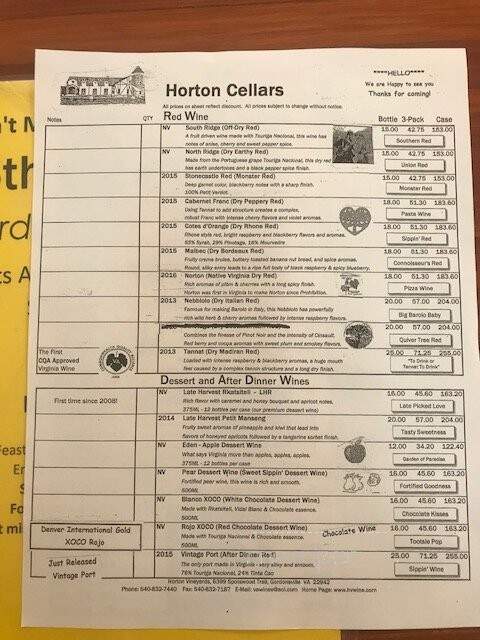 ****HELLO****
We are Happy to see you
Thanks for coming!
Horton Cellars
All prices on sheet reflect discount. All prices subject to change without notice.
Notes QTY Red Wine Bottle 3-Pack Case
NV South Ridge (Off-Dry Red) 15.00 42.75 153.00
A fruit driven wine made with Touriga Nacional, this wine has
notes of anise, cherry and sweet pepper spice.
Southern Red
NV North Ridge (Dry Earthy Red) 15.00 42.75 153.00
Made from the Portuguese grape Touriga Nacional, this dry red
has earth undertones and a black pepper spice finish.
Union Red
2015 Stonecastle Red (Monster Red) 15.00 42.75 153.00
Deep garnet color, blackberry notes with a sharp finish.
100% Petit Verdot.
Monster Red
2015 Cabernet Franc (Dry Peppery Red) 18.00 51.30 183.60
Using Tannat to add structure creates a complex,
robust Franc with intense cherry flavors and violet aromas.
Pasta Wine
2015 Cotes d'Orange (Dry Rhone Red) 18.00 51.30 183.60
Rhone style red, bright raspberry and blackberry flavors and aromas.
55% Syrah, 29% Pinotage, 16% Mourvedre
Sippin' Red
2015 Malbec (Dry Bordeaux Red) 18.00 51.30 183.60
Fruity creme brulee, buttery toasted banana nut bread, and spice aromas.
Round, silky entry leads to a ripe full body of black raspberry & spicy blueberry.
Connoisseur's Red
2016 Norton (Native Virginia Dry Red) 18.00 51.30 183.60
Rich aromas of plum & cherries with a long spicy finish.
Horton was first in Virginia to make Norton since Prohibition.
Pizza Wine
2013 Nebbiolo (Dry Italian Red) 20.00 57.00 204.00
Famous for making Barolo in Italy, this Nebbiolo has powerfully
rich wild herb & cherry aromas followed by intense raspberry flavors.
Big Barolo Baby
20.00 57.00 204.00
Combines the finesse of Pinot Noir and the intensity of Cinsault.
Red berry and compa aromas with sweet plum and smokey flavors.
Quiver Tree Red
The First
CQA Approved
Virginia Wine
2013 Tannat (Dry Madiran Red) 25.00 71.25 255.00
Loaded with intense raspberry & blackberry aromas, a huge mouth
feel caused by a complex tannin structure and a long dry finish.
"To Drink or
Tannat To Drink"
Dessert and After Dinner Wines
First time since 2008!
NV Late Harvest Rkatsiteli - LHR 16.00 45.60 163.20
Rich flavor with caramel and honey bouquet and apricot notes,
375ML - 12 bottles per case (our premium dessert wine)
Late Picked Love
2014 Late Harvest Petit Manseng 20.00 57.00 204.00
Fruity sweet aromas of pineapple and kiwi that lead into
flavors of honeyed apricots followed by a tangerine sorbet finish.
Tasty Sweetness
NV Eden - Apple Dessert Wine 12.00 34.20 122.40
What says Virginia more than apples, apples, apples.
375ML - 12 bottles per case
Garden of Paradise
NV Pear Dessert Wine (Sweet Sippin' Dessert Wine) 16.00 45.60 163.20
Fortified pear wine, this wine is rich and smooth.
500ML
Fortified Goodness
NV Blanco XOCO (White Chocolate Dessert Wine) 16.00 45.60 163.20
Made with Rkatsiteli, Vidal Blanc & Chocolate essence.
500ML
Chocolate Kisses
Denver International Gold
XOCO Rojo
NV Rojo XOCO (Red Chocolate Dessert Wine) Chocolate Wine 16.00 45.60 163.20
Made with Touriga Nacional & Chocolate essence.
500ML
Tootsie Pop
Just Released
Vintage Port
2015 Vintage Port (After Dinner Red) 25.00 71.25 255.00
The only port made in Virginia - very silky and smooth.
76% Touriga Nacional, 24% Tinta Cao
Sippin' Wine
Horton Vineyards, 6399 Spotswood Trail, Gordonsville VA 22942
Phone: 540-832-7440 Fax: 540-832-7187 E-Mail: vawinee@aol.com Home Page: www.hvwine.com